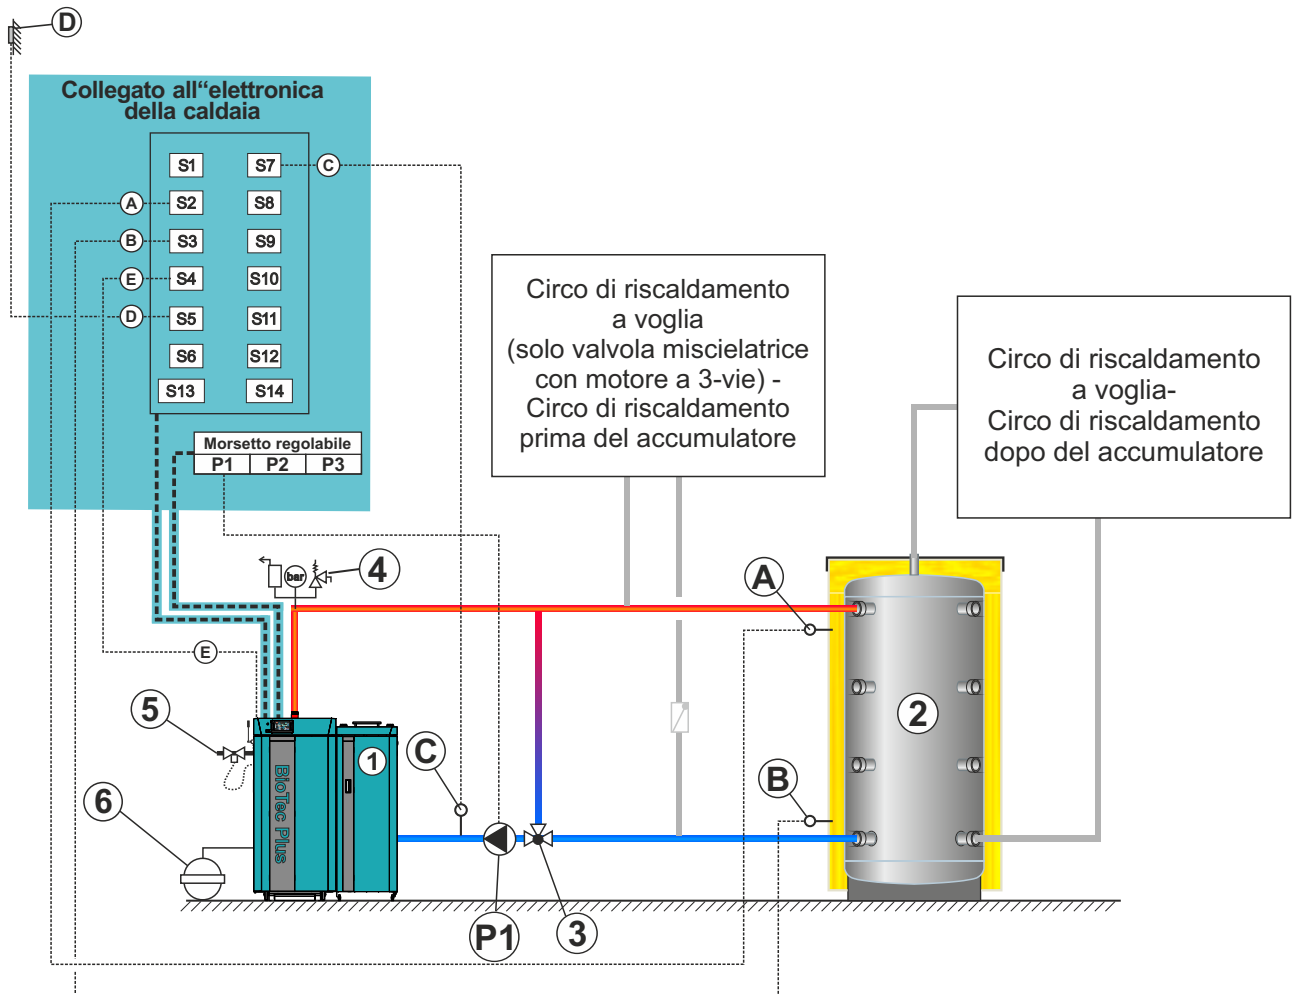 D
Collegato all“elettronica
della caldaia
S1
S7
C
A
S2
S8
B
S3
S9
E
S4
S10
D
S5
S11
S6
S12
S13
S14
Morsetto regolabile
P1 P2 P3
Circo di riscaldamento
a voglia
(solo valvola miscielatrice
con motore a 3-vie) -
Circo di riscaldamento
prima del accumulatore
Circo di riscaldamento
a voglia-
Circo di riscaldamento
dopo del accumulatore
bar
4
A
E
5
2
C
1
B
BioTec Plus
6
P1
3